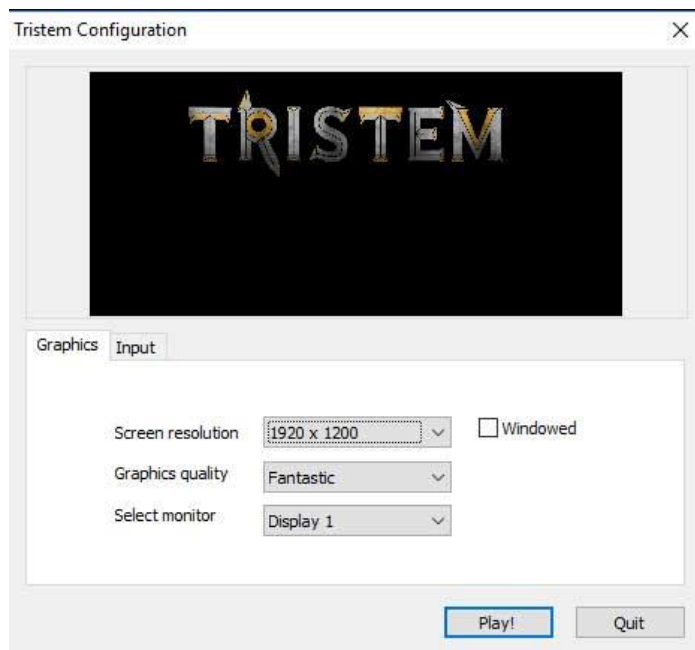 Tristem Configuration
TRISTEM
Graphics Input
Screen resolution 1920 x 1200 Windowed
Graphics quality Fantastic
Select monitor Display 1
Play! Quit